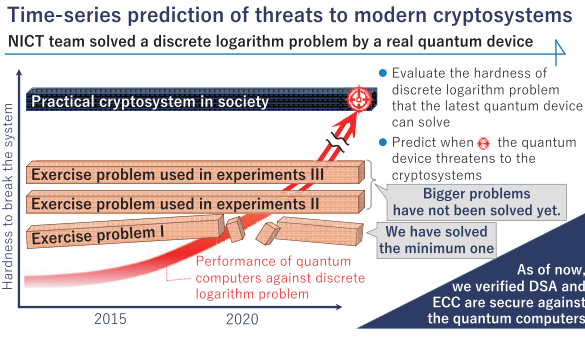 Time-series prediction of threats to modern cryptosystems
NICT team solved a discrete logarithm problem by a real quantum device
Hardness to break the system
Practical cryptosystem in society
Exercise problem used in experiments III
Exercise problem used in experiments II
Exercise problem I
Performance of quantum
computers against discrete
logarithm problem
2015
2020
● Evaluate the hardness of
discrete logarithm problem
that the latest quantum device
can solve
● Predict when the quantum
device threatens to the
cryptosystems
Bigger problems
have not been solved yet.
We have solved
the minimum one
As of now,
we verified DSA and
ECC are secure against
the quantum computers